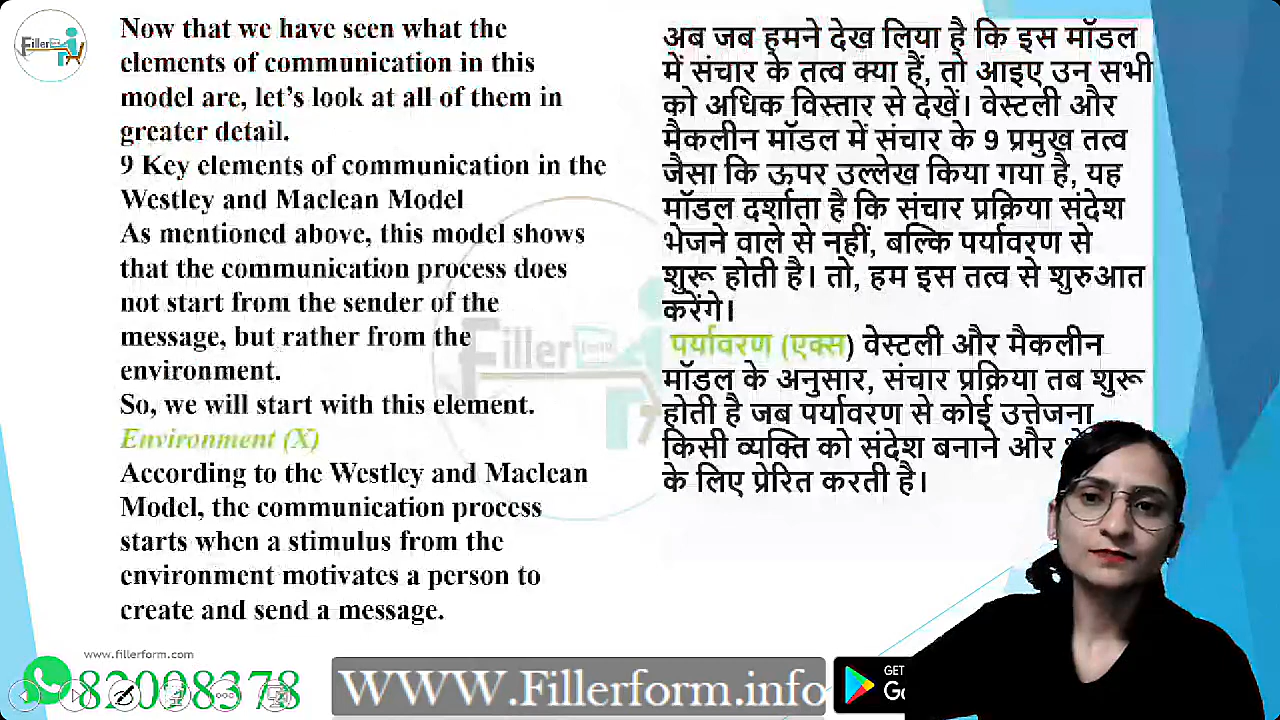 Fillerform
Now that we have seen what the
elements of communication in this
model are, let's look at all of them in
greater detail.
9 Key elements of communication in the
Westley and Maclean Model
As mentioned above, this model shows
that the communication process does
not start from the sender of the
message, but rather from the
environment.
So, we will start with this element.
Environment (X)
According to the Westley and Maclean
Model, the communication process
starts when a stimulus from the
environment motivates a person to
create and send a message.
अब जब हमने देख लिया है कि इस मॉडल
में संचार के तत्व क्या हैं, तो आइए उन सभी
को अधिक विस्तार से देखें। वेस्टली और
मैकलीन मॉडल में संचार के 9 प्रमुख तत्व
जैसा कि ऊपर उल्लेख किया गया है, यह
मॉडल दर्शाता है कि संचार प्रक्रिया संदेश
भेजने वाले से नहीं, बल्कि पर्यावरण से
शुरू होती है। तो, हम इस तत्व से शुरुआत
करेंगे।
पर्यावरण (एक्स) वेस्टली और मैकलीन
मॉडल के अनुसार, संचार प्रक्रिया तब शुरू
होती है जब पर्यावरण से कोई उत्तेजना
किसी व्यक्ति को संदेश बनाने और
के लिए प्रेरित करती है।
www.fillerform.com
82098378
WWW.Fillerform.info
GET